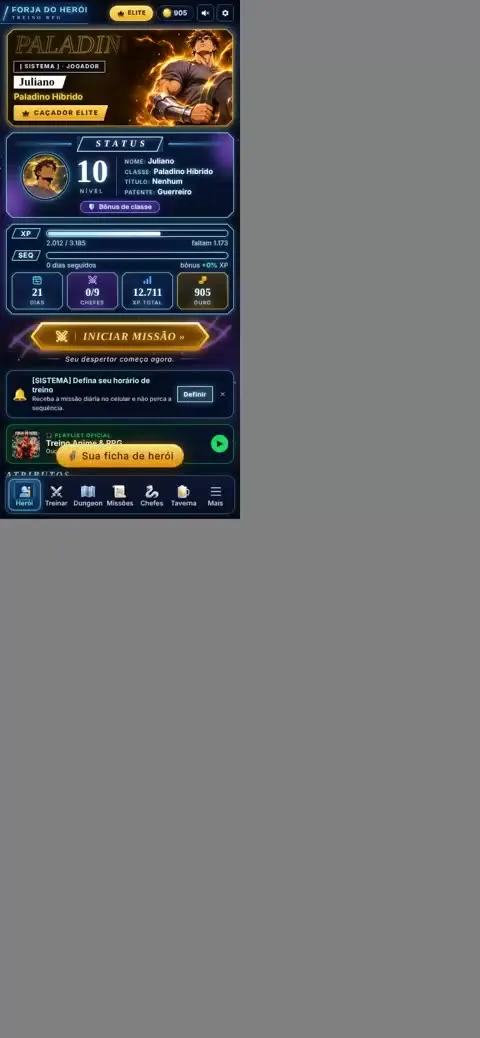 FORJA DO HERÓI
TREINO RPG
ELITE
905
PALADIN
[ SISTEMA ] · JOGADOR
Juliano
Paladino Híbrido
CAÇADOR ELITE
STATUS
10
NÍVEL
NOME: Juliano
CLASSE: Paladino Híbrido
TÍTULO: Nenhum
PATENTE: Guerreiro
Bônus de classe
XP
2.012 / 3.185
faltam 1.173
SEQ
0 dias seguidos
bônus +0% XP
21
DIAS
0/9
CHEFES
12.711
XP TOTAL
905
OURO
INICIAR MISSÃO »
Seu despertar começa agora.
[SISTEMA] Defina seu horário de
treino
Receba a missão diária no celular e não perca a
sequência.
Definir
×
PLAYLIST OFICIAL
Treino Anime & RPG
Sua ficha de herói
ATRIBUTOS
Herói
Treinar
Dungeon
Missões
Chefes
Taverna
Mais